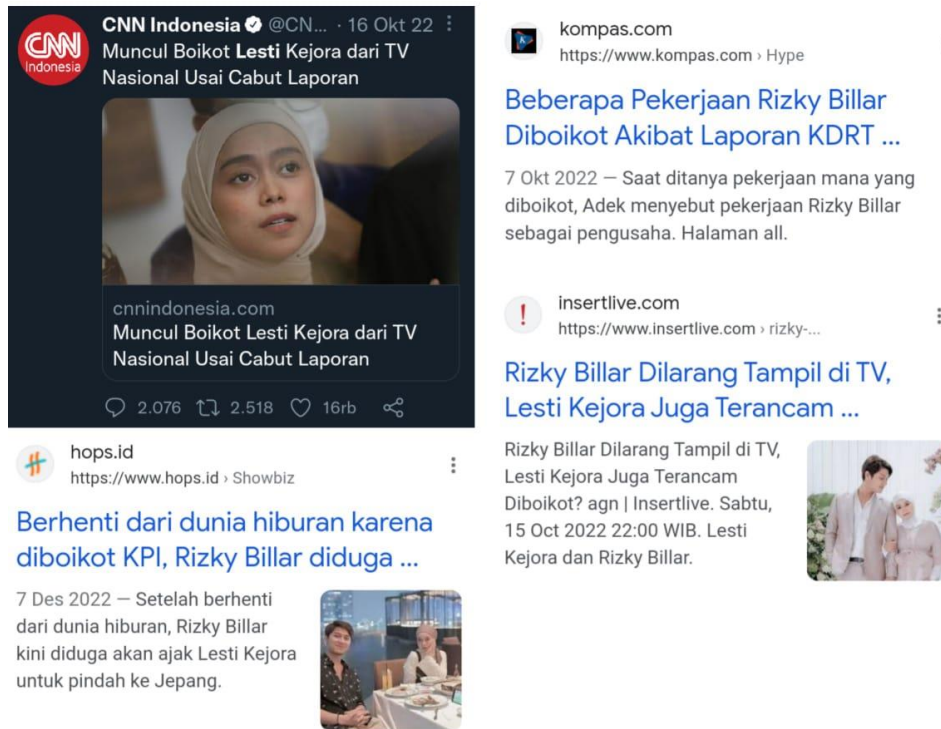 CNN
Indonesia
CNN Indonesia @CN... · 16 Okt 22
Muncul Boikot Lesti Kejora dari TV
Nasional Usai Cabut Laporan
cnnindonesia.com
Muncul Boikot Lesti Kejora dari TV
Nasional Usai Cabut Laporan
2.076 2.518 16rb
hops.id
https://www.hops.id › Showbiz
Berhenti dari dunia hiburan karena
diboikot KPI, Rizky Billar diduga ...
7 Des 2022 — Setelah berhenti
dari dunia hiburan, Rizky Billar
kini diduga akan ajak Lesti Kejora
untuk pindah ke Jepang.
kompas.com
https://www.kompas.com › Hype
Beberapa Pekerjaan Rizky Billar
Diboikot Akibat Laporan KDRT ...
7 Okt 2022 — Saat ditanya pekerjaan mana yang
diboikot, Adek menyebut pekerjaan Rizky Billar
sebagai pengusaha. Halaman all.
insertlive.com
https://www.insertlive.com › rizky-...
Rizky Billar Dilarang Tampil di TV,
Lesti Kejora Juga Terancam ...
Rizky Billar Dilarang Tampil di TV,
Lesti Kejora Juga Terancam
Diboikot? agn | Insertlive. Sabtu,
15 Oct 2022 22:00 WIB. Lesti
Kejora dan Rizky Billar.